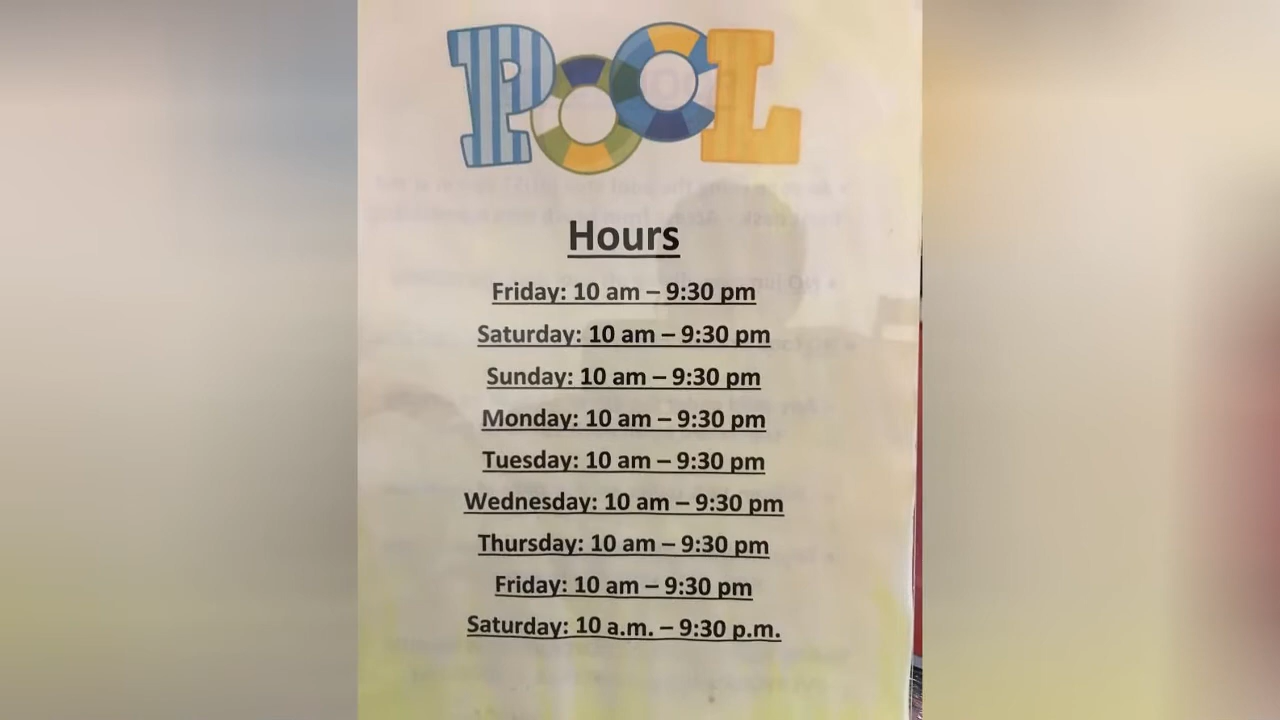 POOL
Hours
Friday: 10 am – 9:30 pm
Saturday: 10 am – 9:30 pm
Sunday: 10 am – 9:30 pm
Monday: 10 am – 9:30 pm
Tuesday: 10 am – 9:30 pm
Wednesday: 10 am – 9:30 pm
Thursday: 10 am – 9:30 pm
Friday: 10 am – 9:30 pm
Saturday: 10 a.m. – 9:30 p.m.